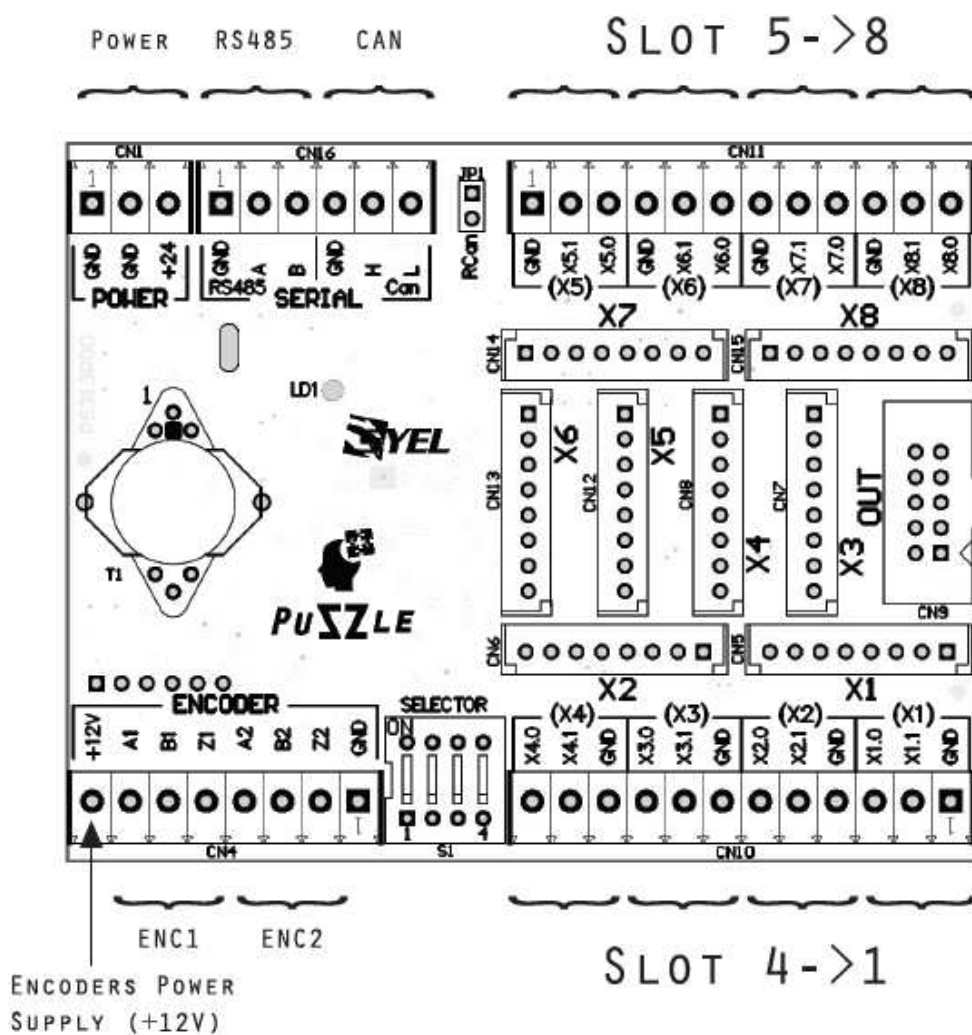 POWER RS485 CAN SLOT 5->8
CN1 CN16 JP1 CN11
1 1 1
GND GND +24 GND A B GND H L RCan GND X5.1 X5.0 GND X6.1 X6.0 GND X7.1 X7.0 GND X8.1 X8.0
POWER RS485 SERIAL Can (X5) (X6) (X7) (X8)
X7 X8
CN14 CN15
LD1
1
EYEL
X6 X5
CN13 CN12 CN8 CN7 OUT
X4 X3
T1
PUZZLE
CN9
CN6 CN5
X2 X1
ENCODER SELECTOR (X4) (X3) (X2) (X1)
+12V A1 B1 Z1 A2 B2 Z2 GND ON X4.0 X4.1 GND X3.0 X3.1 GND X2.0 X2.1 GND X1.0 X1.1 GND
1 1 4 1
CN4 S1 CN10
ENC1 ENC2 SLOT 4->1
ENCODERS POWER
SUPPLY (+12V)